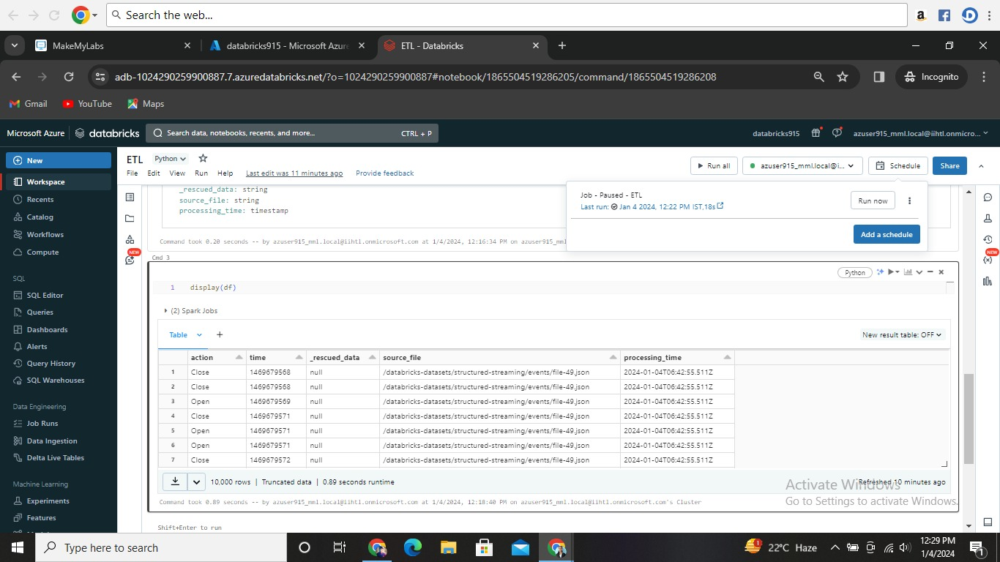 Search the web...
MakeMyLabs
databricks915 - Microsoft Azure
ETL - Databricks
adb-1024290259900887.7.azuredatabricks.net/?o=1024290259900887#notebook/1865504519286205/command/1865504519286208
Incognito
Gmail YouTube Maps
Microsoft Azure databricks Search data, notebooks, recents, and more... CTRL + P databricks915 azuser915_mml.local@iihtl.onmicro...
New
Workspace
Recents
Catalog
Workflows
Compute
SQL
SQL Editor
Queries
Dashboards
Alerts
Query History
SQL Warehouses
Data Engineering
Job Runs
Data Ingestion
Delta Live Tables
Machine Learning
Experiments
Features
ETL Python
File Edit View Run Help Last edit was 11 minutes ago Provide feedback
Run all azuser915_mml.local@i... Schedule Share
NEW
NEW
_rescued_data: string
source_file: string
processing_time: timestamp
Command took 0.20 seconds -- by azuser915_mml.local@iihtl.onmicrosoft.com at 1/4/2024, 12:16:34 PM on azuser915_mml
Job - Paused - ETL
Last run: Jan 4 2024, 12:22 PM IST,18s
Run now
Add a schedule
Cmd 3
Python
1 display(df)
(2) Spark Jobs
Table + New result table: OFF
action time _rescued_data source_file processing_time
1 Close 1469679568 null /databricks-datasets/structured-streaming/events/file-49.json 2024-01-04T06:42:55.511Z
2 Close 1469679568 null /databricks-datasets/structured-streaming/events/file-49.json 2024-01-04T06:42:55.511Z
3 Open 1469679569 null /databricks-datasets/structured-streaming/events/file-49.json 2024-01-04T06:42:55.511Z
4 Close 1469679571 null /databricks-datasets/structured-streaming/events/file-49.json 2024-01-04T06:42:55.511Z
5 Open 1469679571 null /databricks-datasets/structured-streaming/events/file-49.json 2024-01-04T06:42:55.511Z
6 Open 1469679571 null /databricks-datasets/structured-streaming/events/file-49.json 2024-01-04T06:42:55.511Z
7 Close 1469679572 null /databricks-datasets/structured-streaming/events/file-49.json 2024-01-04T06:42:55.511Z
10,000 rows | Truncated data | 0.89 seconds runtime Refreshed 10 minutes ago
Command took 0.89 seconds -- by azuser915_mml.local@iihtl.onmicrosoft.com at 1/4/2024, 12:18:40 PM on azuser915_mml.local@iihtl.onmicrosoft.com's Cluster
Shift+Enter to run
Activate Windows
Go to Settings to activate Windows.
Type here to search
22°C Haze
12:29 PM
1/4/2024